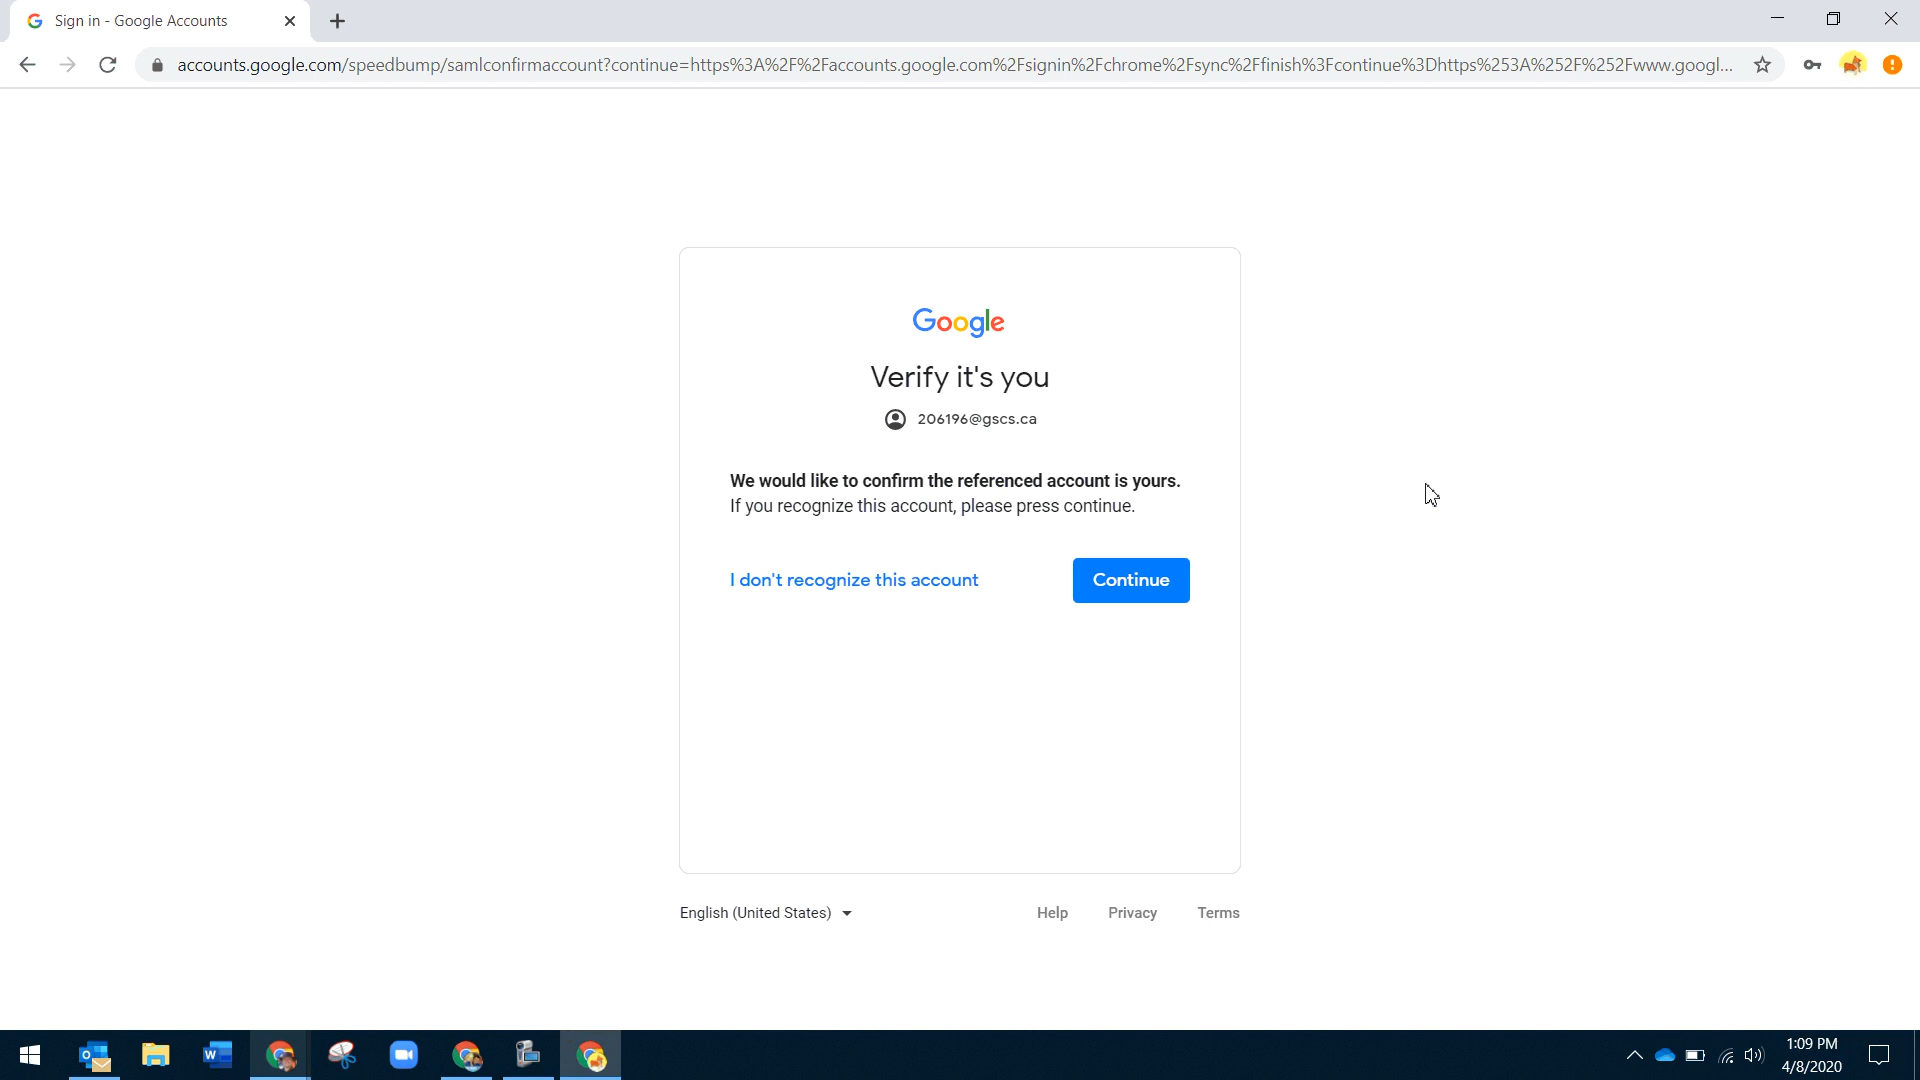 Sign in - Google Accounts
accounts.google.com/speedbump/samlconfirmaccount?continue=https%3A%2F%2Faccounts.google.com%2Fsignin%2Fchrome%2Fsync%2Ffinish%3Fcontinue%3Dhttps%253A%252F%252Fwww.googl...
Google
Verify it's you
206196@gscs.ca
We would like to confirm the referenced account is yours.
If you recognize this account, please press continue.
I don't recognize this account
Continue
English (United States)
Help
Privacy
Terms
1:09 PM
4/8/2020